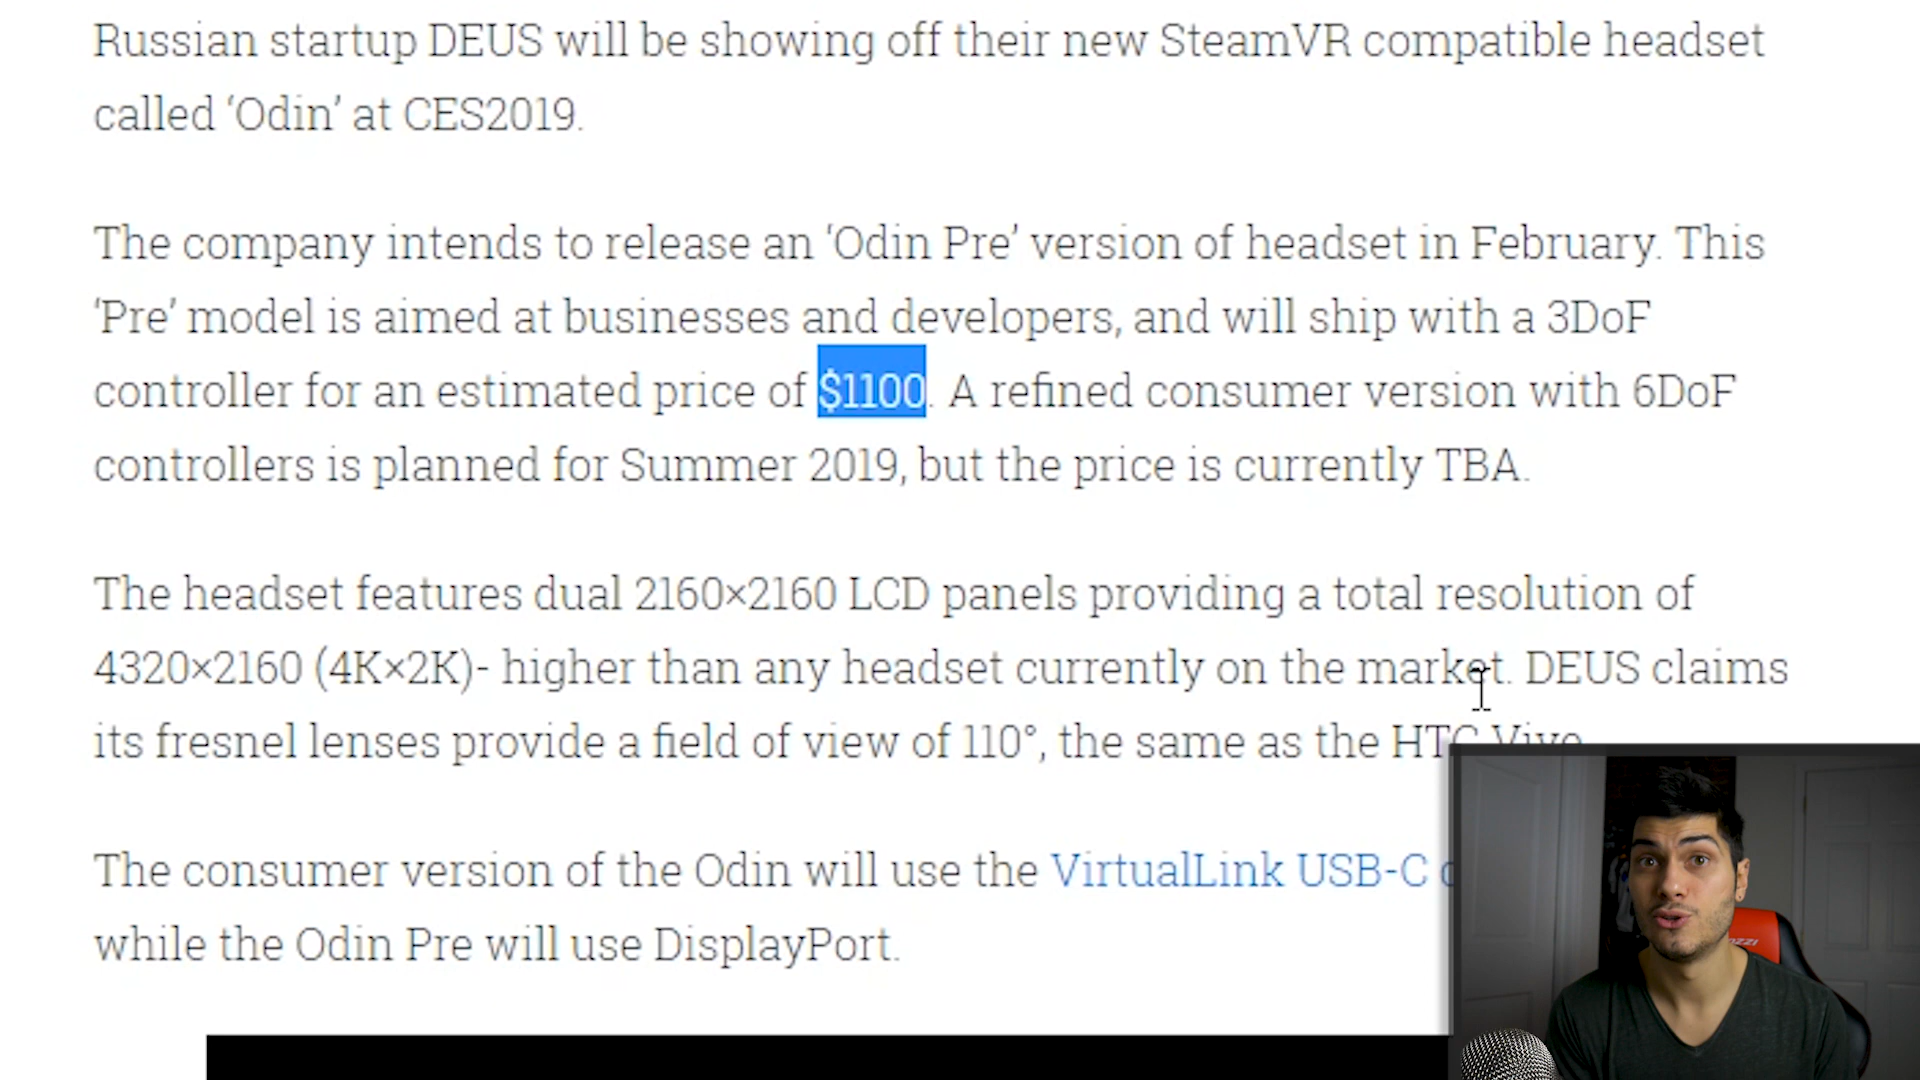 Russian startup DEUS will be showing off their new SteamVR compatible headset
called ‘Odin’ at CES2019.
The company intends to release an ‘Odin Pre’ version of headset in February. This
‘Pre’ model is aimed at businesses and developers, and will ship with a 3DoF
controller for an estimated price of $1100. A refined consumer version with 6DoF
controllers is planned for Summer 2019, but the price is currently TBA.
The headset features dual 2160×2160 LCD panels providing a total resolution of
4320×2160 (4K×2K)- higher than any headset currently on the market. DEUS claims
its fresnel lenses provide a field of view of 110°, the same as the HTC Vive
The consumer version of the Odin will use the VirtualLink USB-C
while the Odin Pre will use DisplayPort.